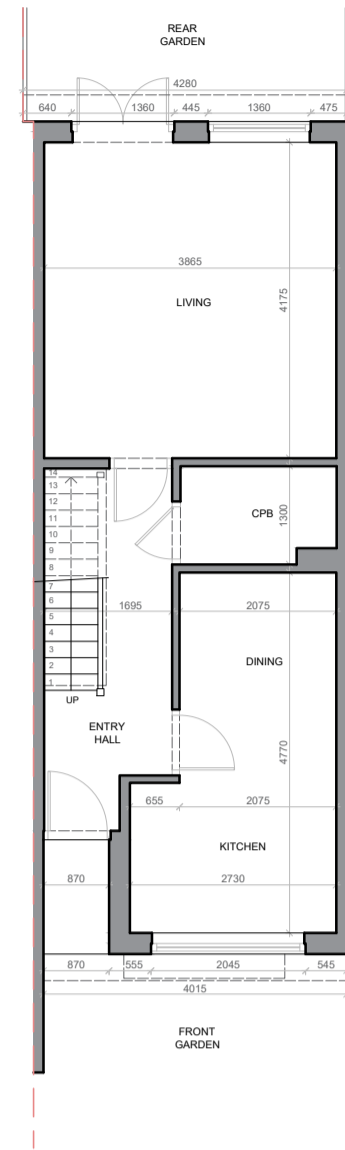 REAR
GARDEN
4280
640 1360 445 1360 475
3865
LIVING
4175
14
13
12
11
10
9
8
7
6
5
4
3
2
1
UP
CPB
1300
1695 2075
DINING
ENTRY
HALL
4770
655 2075
KITCHEN
870 2730
870 555 2045 545
4015
FRONT
GARDEN